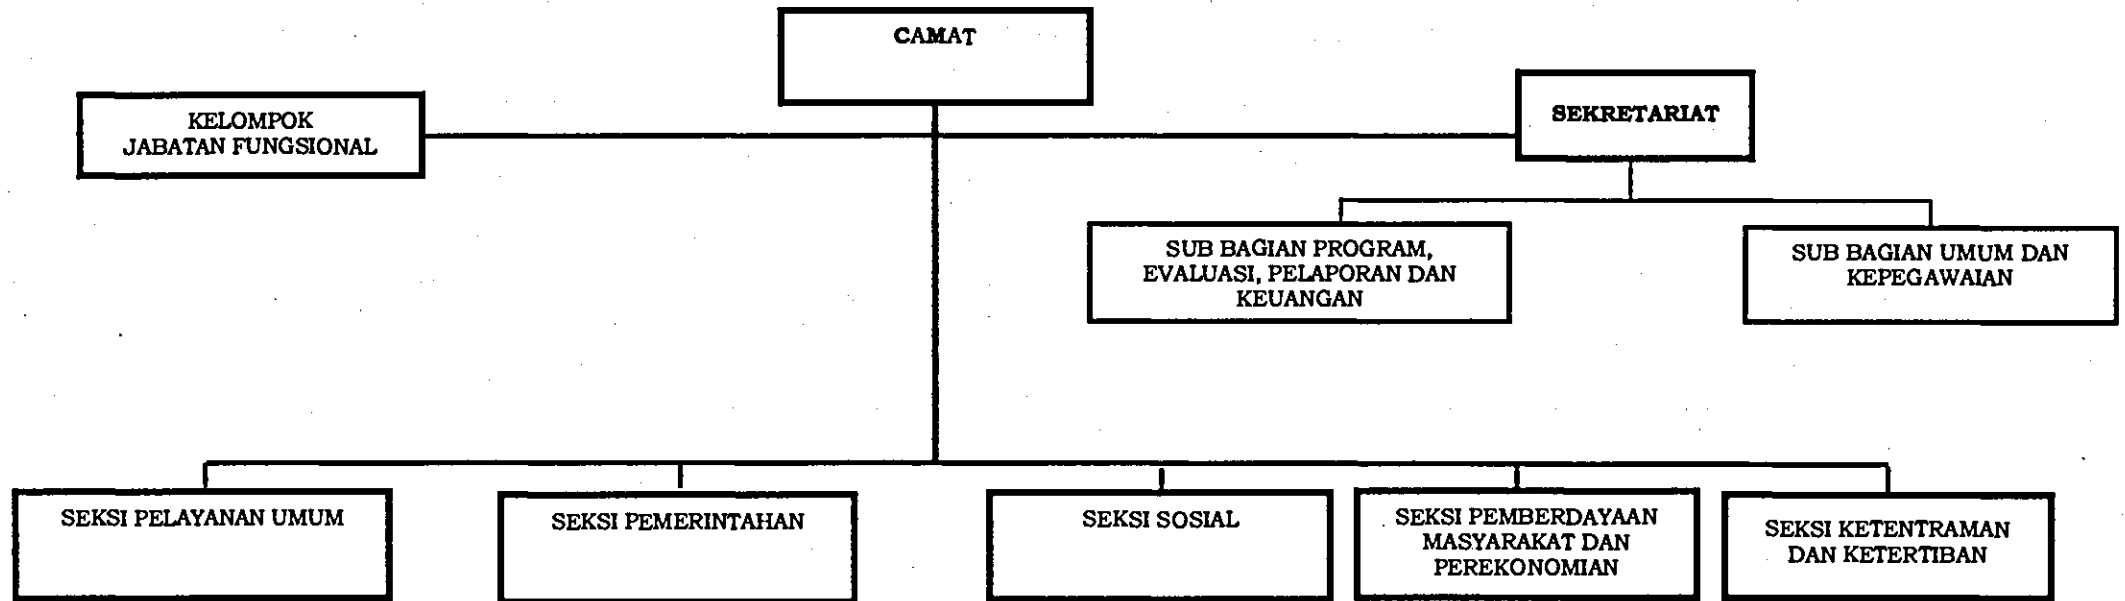 CAMAT
KELOMPOK
JABATAN FUNGSIONAL
SEKRETARIAT
SUB BAGIAN PROGRAM,
EVALUASI, PELAPORAN DAN
KEUANGAN
SUB BAGIAN UMUM DAN
KEPEGAWAIAN
SEKSI PELAYANAN UMUM
SEKSI PEMERINTAHAN
SEKSI SOSIAL
SEKSI PEMBERDAYAAN
MASYARAKAT DAN
PEREKONOMIAN
SEKSI KETENTRAMAN
DAN KETERTIBAN